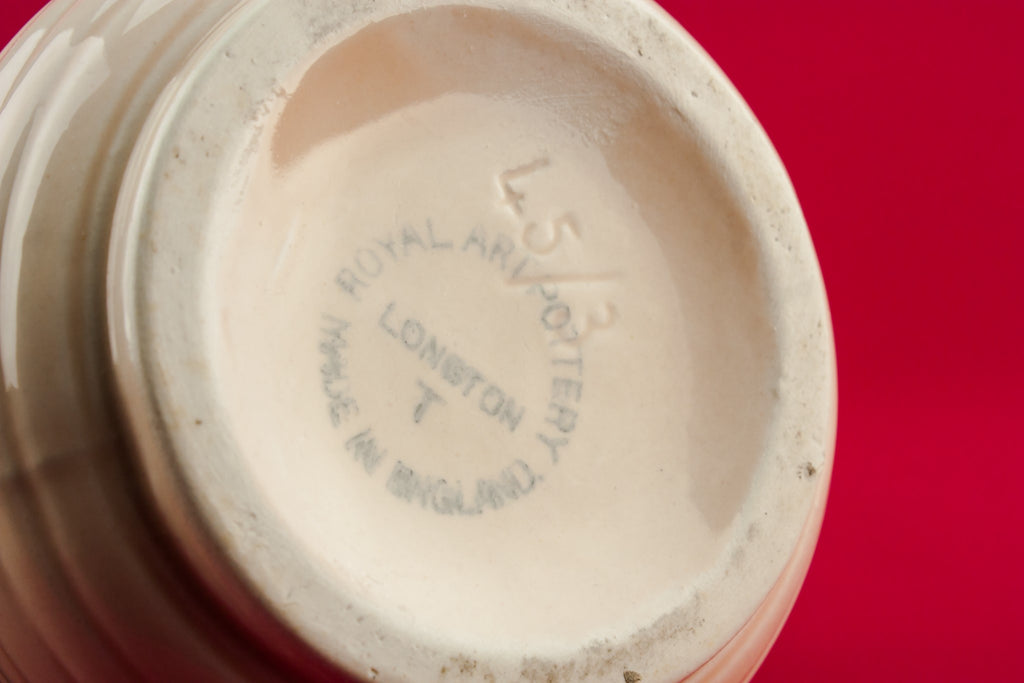 45/3
ROYAL ART POTTERY
LONGTON
T
MADE IN ENGLAND.